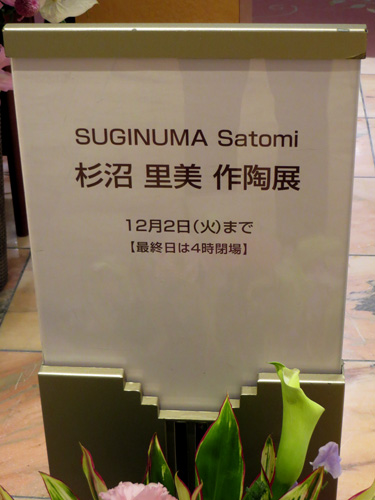 SUGINUMA Satomi
杉沼 里美 作陶展
12月2日(火)まで
【最終日は4時閉場】